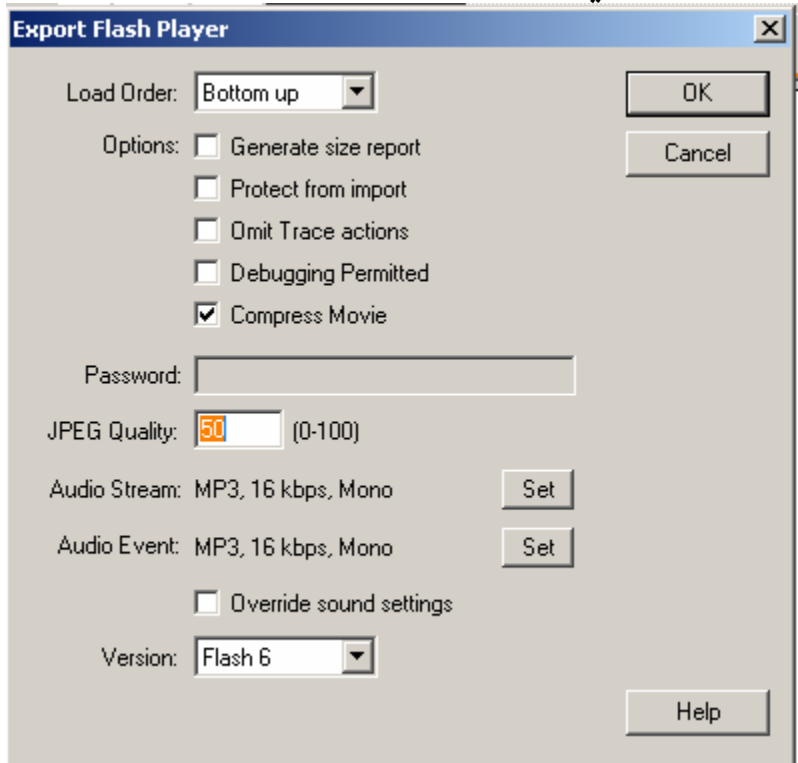 Export Flash Player
Load Order: Bottom up
OK
Options: Generate size report
Cancel
Protect from import
Omit Trace actions
Debugging Permitted
Compress Movie
Password:
JPEG Quality: 50 (0-100)
Audio Stream: MP3, 16 kbps, Mono Set
Audio Event: MP3, 16 kbps, Mono Set
Override sound settings
Version: Flash 6
Help